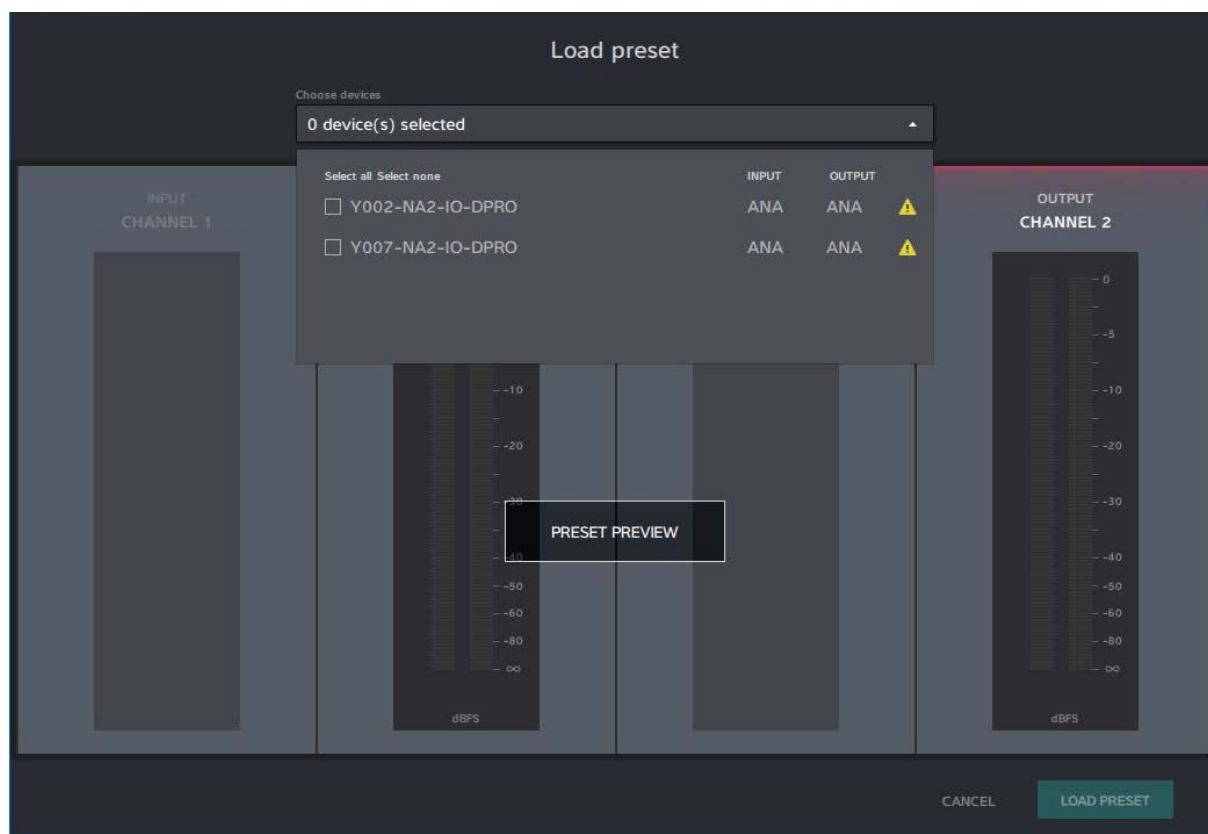 Load preset
Choose devices
0 device(s) selected
Select all Select none INPUT OUTPUT
Y002-NA2-IO-DPRO ANA ANA
Y007-NA2-IO-DPRO ANA ANA
INPUT
CHANNEL 1
OUTPUT
CHANNEL 2
-10
-20
-30
-40
-50
-60
-80
∞
dBFS
0
-5
-10
-20
-30
-40
-50
-60
-80
∞
dBFS
PRESET PREVIEW
CANCEL LOAD PRESET